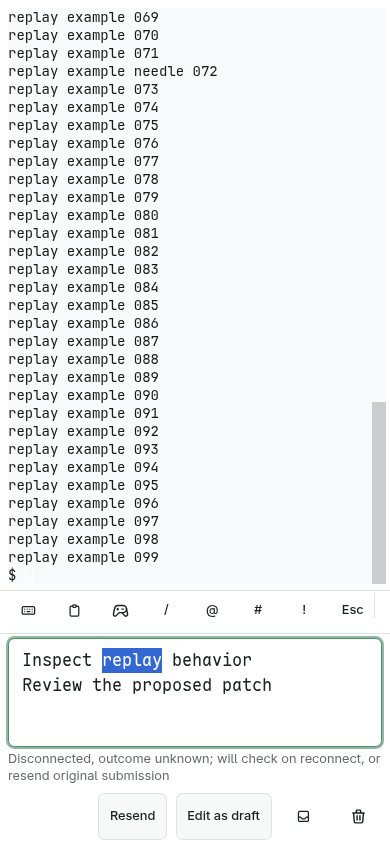 replay example 069
replay example 070
replay example 071
replay example needle 072
replay example 073
replay example 074
replay example 075
replay example 076
replay example 077
replay example 078
replay example 079
replay example 080
replay example 081
replay example 082
replay example 083
replay example 084
replay example 085
replay example 086
replay example 087
replay example 088
replay example 089
replay example 090
replay example 091
replay example 092
replay example 093
replay example 094
replay example 095
replay example 096
replay example 097
replay example 098
replay example 099
$
/ @ # ! Esc
Inspect replay behavior
Review the proposed patch
Disconnected, outcome unknown; will check on reconnect, or
resend original submission
Resend Edit as draft